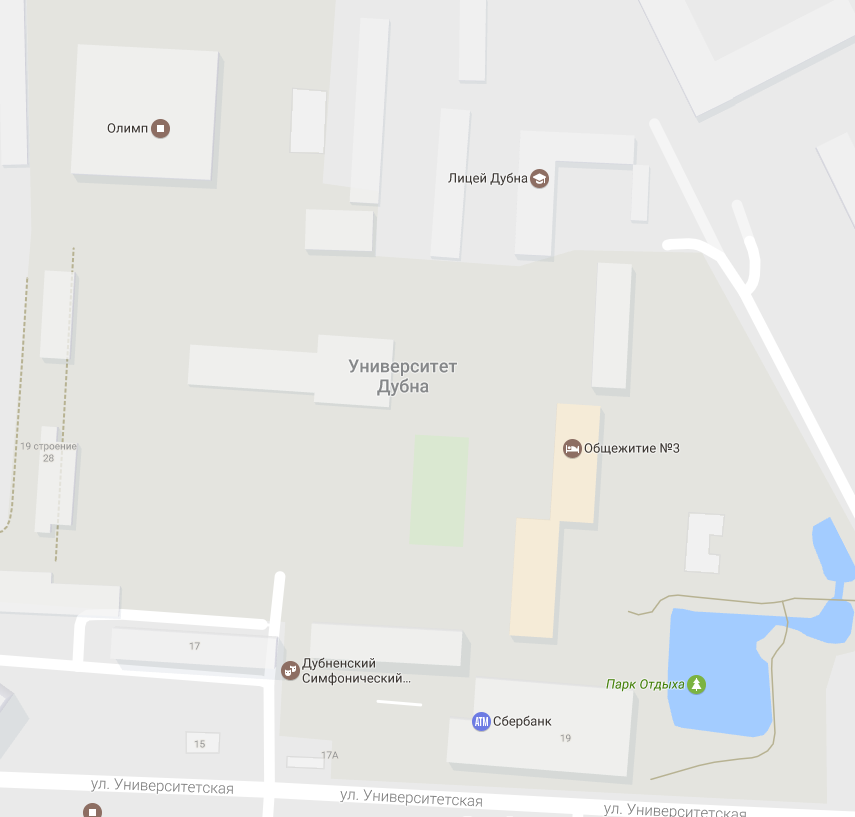 Олимп
Лицей Дубна
Университет
Дубна
19 строение
28
Общежитие №3
17
Дубненский
Симфонический...
Парк Отдыха
ATM
Сбербанк
19
15
17А
ул. Университетская
ул. Университетская
ул. Университетская